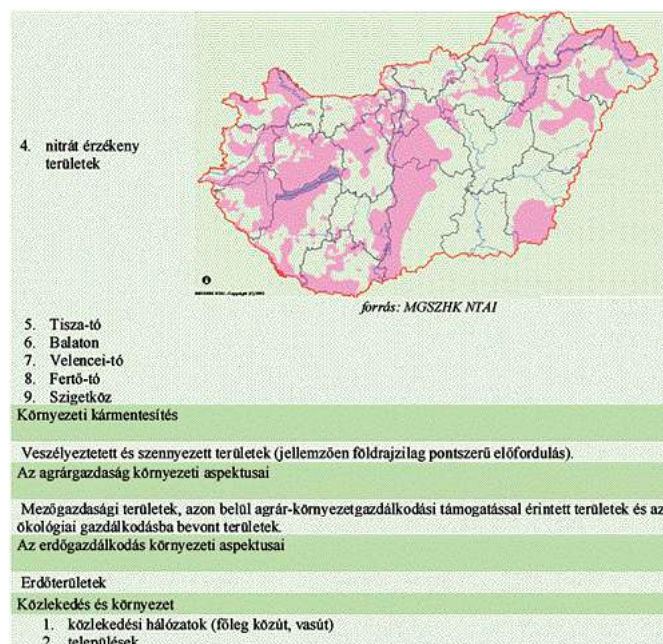 4. nitrát érzékeny
területek
forrás: MGSZHK NTAI
5. Tisza-tó
6. Balaton
7. Velencei-tó
8. Fertő-tó
9. Szigetköz
Környezeti kármentesítés
Veszélyeztetett és szennyezett területek (jellemzően földrajzilag pontszerű előfordulás).
Az agrárgazdaság környezeti aspektusai
Mezőgazdasági területek, azon belül agrár-környezetgazdálkodási támogatással érintett területek és az
ökológiai gazdálkodásba bevont területek.
Az erdőgazdálkodás környezeti aspektusai
Erdőterületek
Közlekedés és környezet
1. közlekedési hálózatok (főleg közút, vasút)
2. települések